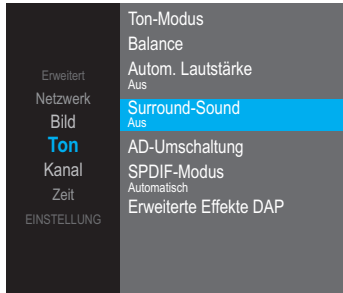 Erweitert
Netzwerk
Bild
Ton
Kanal
Zeit
EINSTELLUNG
Ton-Modus
Balance
Autom. Lautstärke
Aus
Surround-Sound
Aus
AD-Umschaltung
SPDIF-Modus
Automatisch
Erweiterte Effekte DAP